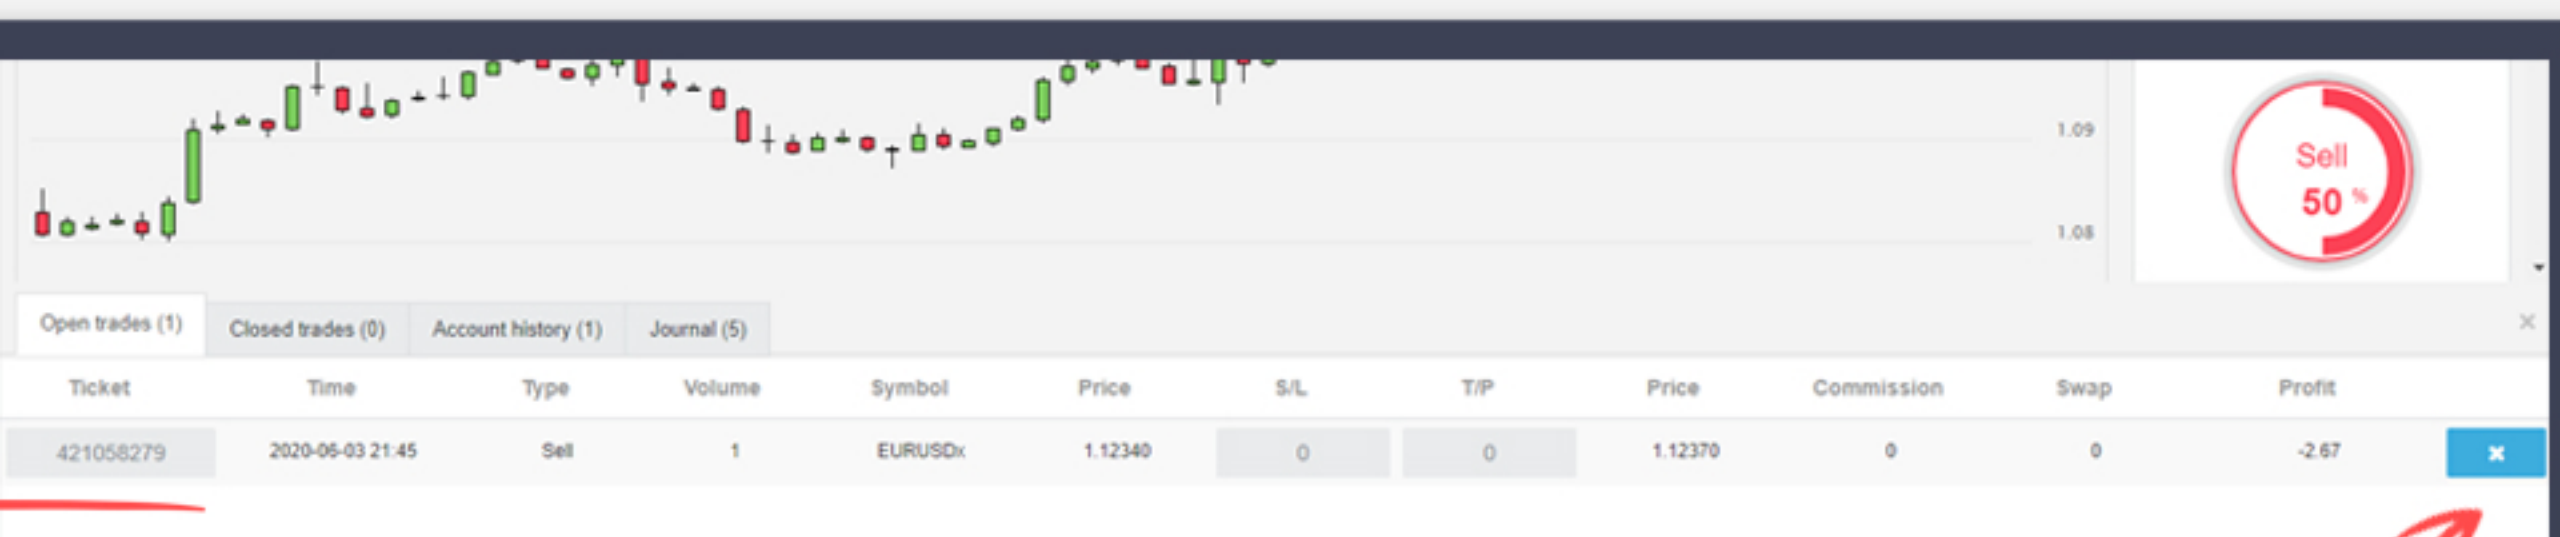 1.09
Sell
50 %
1.08
Open trades (1) Closed trades (0) Account history (1) Journal (5)
Ticket Time Type Volume Symbol Price S/L T/P Price Commission Swap Profit
421058279 2020-06-03 21:45 Sell 1 EURUSDx 1.12340 0 0 1.12370 0 0 -2.67